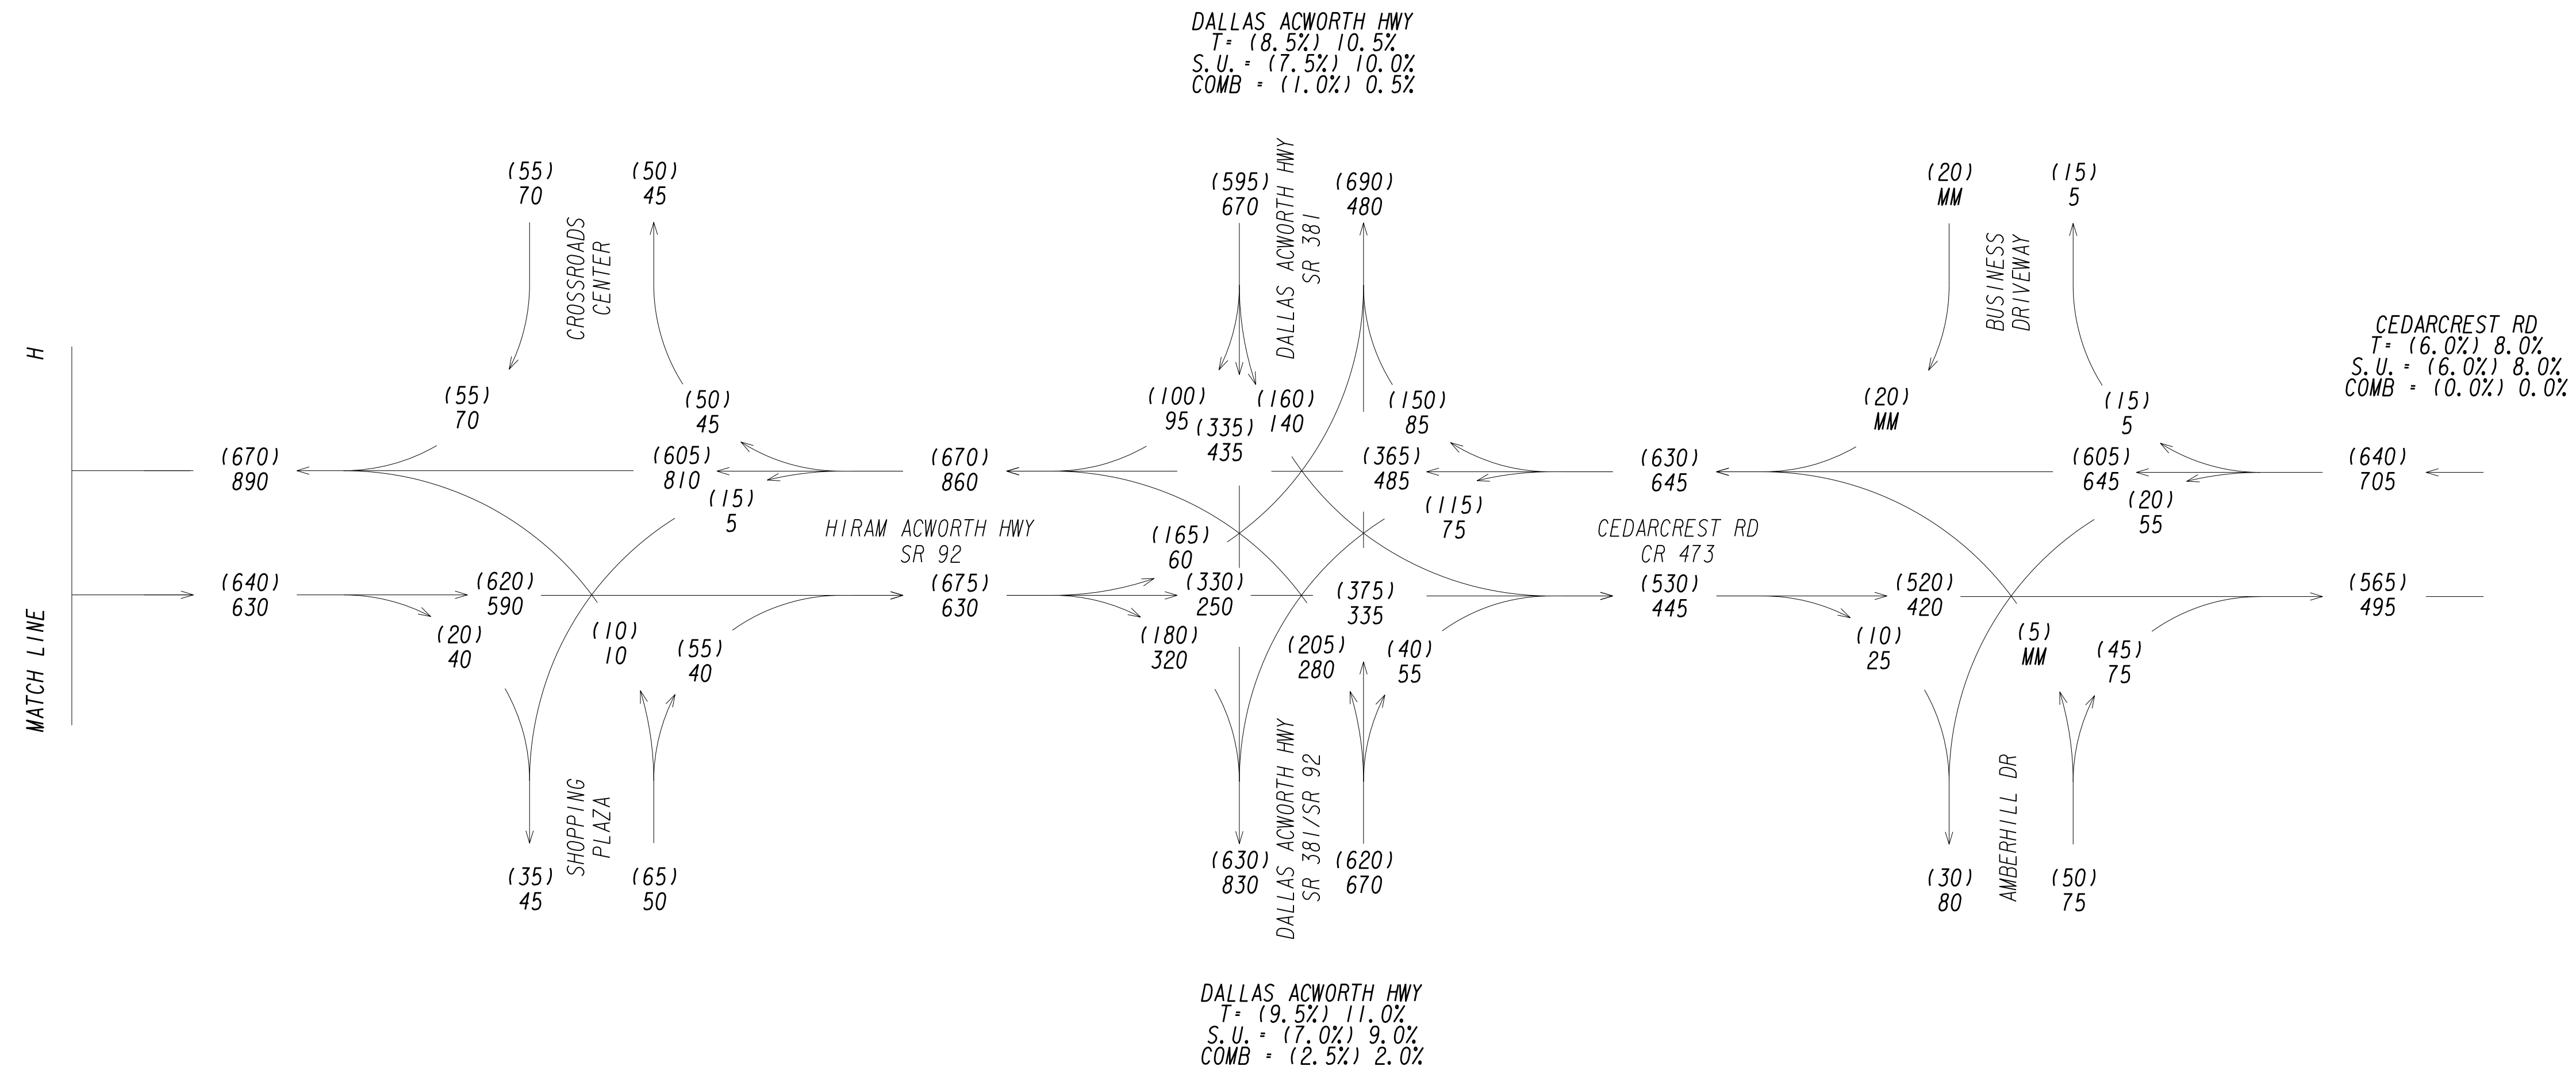 DALLAS ACWORTH HWY
T= (8.5%) 10.5%
S.U.= (7.5%) 10.0%
COMB = (1.0%) 0.5%
H
MATCH LINE
(670)
890
(640)
630
(55)
70
(50)
45
CROSSROADS
CENTER
(55)
70
(50)
45
(605)
810
(15)
5
(620)
590
(20)
40
(10)
10
(55)
40
(35)
45
SHOPPING
PLAZA
(65)
50
(670)
860
HIRAM ACWORTH HWY
SR 92
(675)
630
(595)
670
DALLAS ACWORTH HWY
SR 381
(690)
480
(100)
95
(335)
435
(160)
140
(150)
85
(365)
485
(115)
75
(165)
60
(330)
250
(180)
320
(375)
335
(205)
280
(40)
55
(630)
830
DALLAS ACWORTH HWY
SR 381/SR 92
(620)
670
(630)
645
CEDARCREST RD
CR 473
(530)
445
(20)
MM
BUSINESS
DRIVEWAY
(15)
5
(20)
MM
(15)
5
(605)
645
(20)
55
(520)
420
(10)
25
(5)
MM
(45)
75
(30)
80
AMBERHILL DR
(50)
75
CEDARCREST RD
T= (6.0%) 8.0%
S.U.= (6.0%) 8.0%
COMB = (0.0%) 0.0%
(640)
705
(565)
495
DALLAS ACWORTH HWY
T= (9.5%) 11.0%
S.U.= (7.0%) 9.0%
COMB = (2.5%) 2.0%